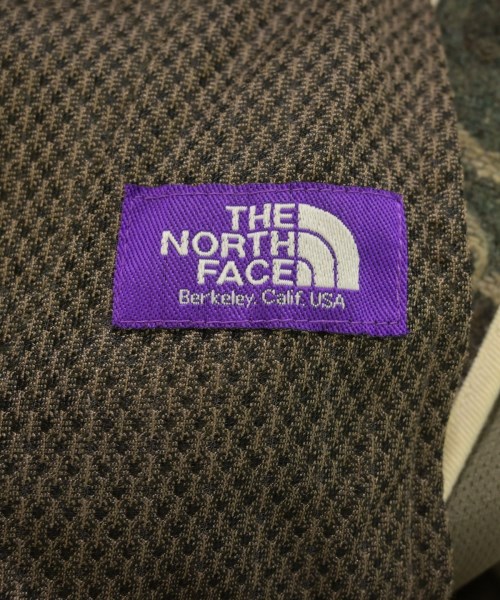 THE
NORTH
FACE
Berkeley, Calif. USA